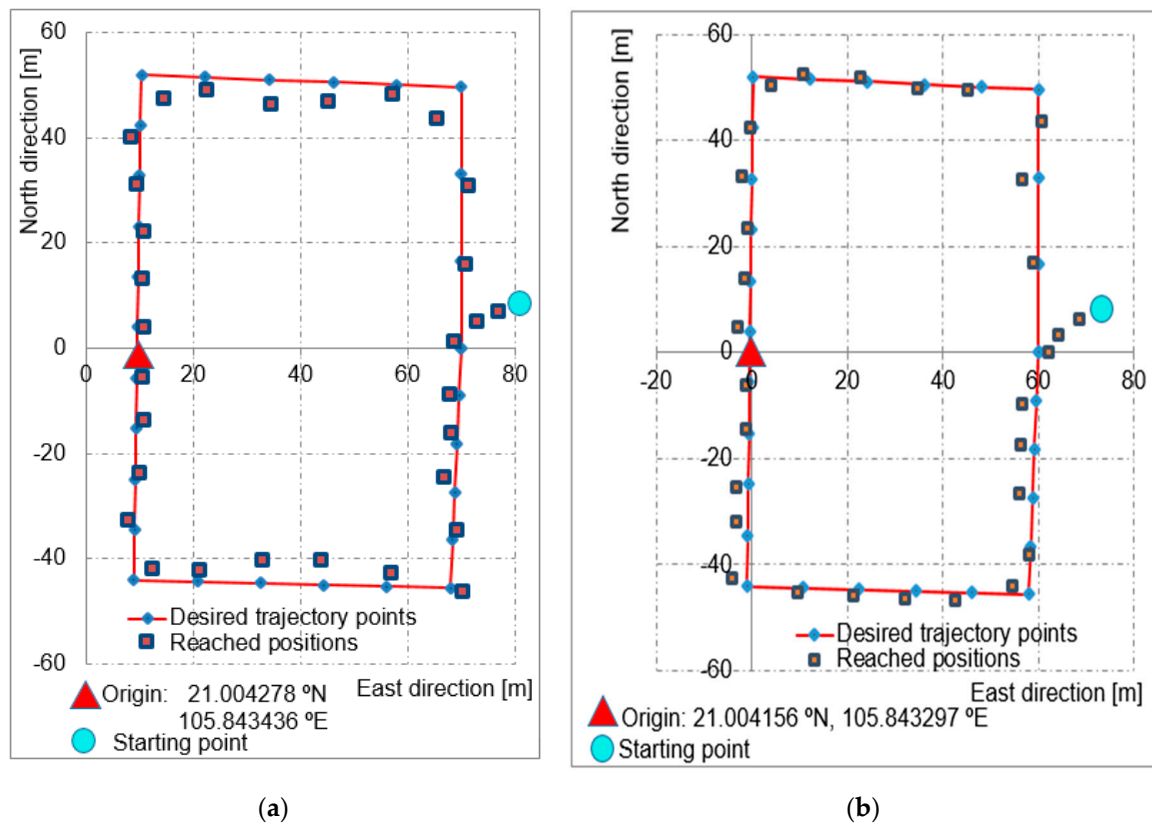 60
40
20
0
-20
-40
-60
North direction [m]
0
20
40
60
80
Desired trajectory points
Reached positions
East direction [m]
Origin: 21.004278 ºN
105.843436 ºE
Starting point
(a)
60
40
20
0
-20
-40
-60
North direction [m]
-20
0
20
40
60
80
Desired trajectory points
Reached positions
East direction [m]
Origin: 21.004156 ºN, 105.843297 ºE
Starting point
(b)